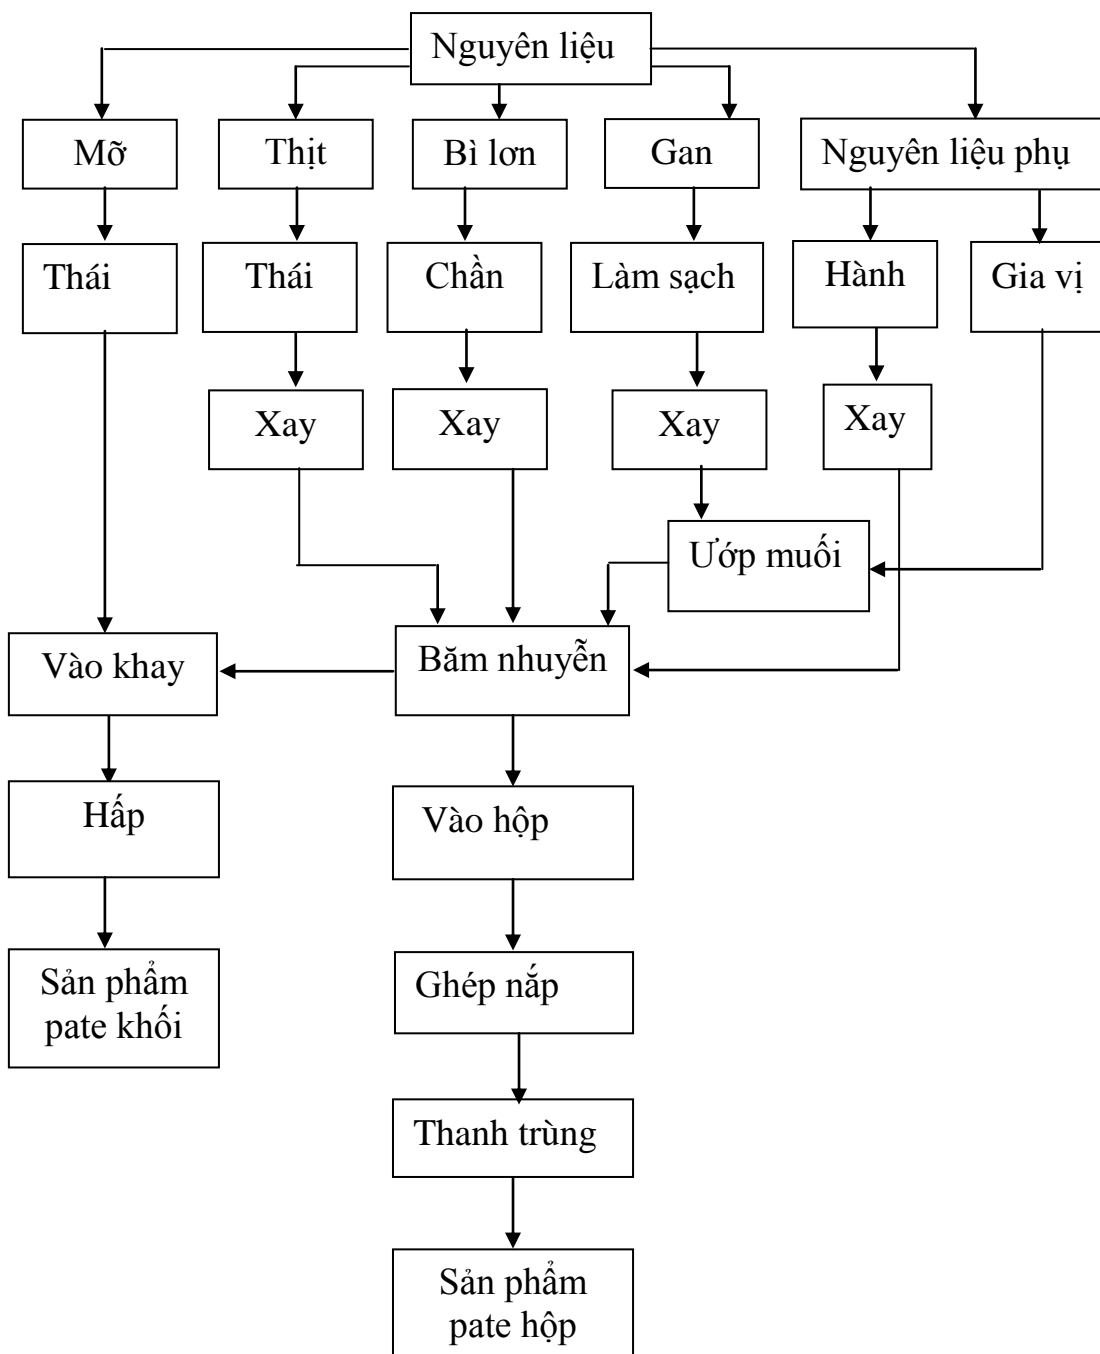 Nguyên liệu
Mỡ
Thịt
Bì lơn
Gan
Nguyên liệu phụ
Thái
Thái
Chần
Làm sạch
Hành
Gia vị
Xay
Xay
Xay
Xay
Ướp muối
Vào khay
Băm nhuyễn
Hấp
Vào hộp
Sản phẩm
pate khối
Ghép nắp
Thanh trùng
Sản phẩm
pate hộp